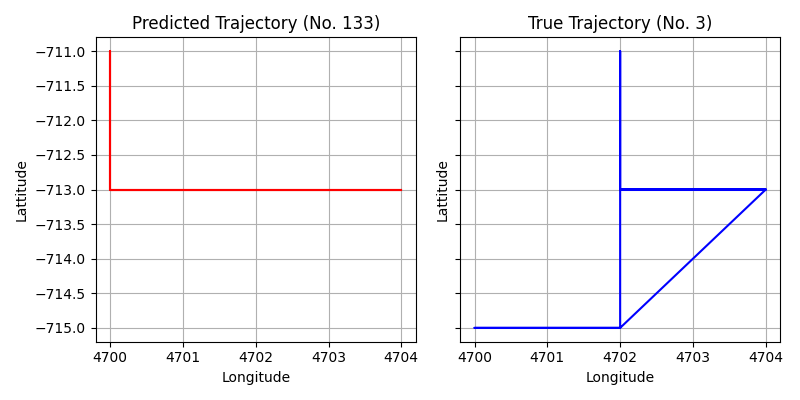 Predicted Trajectory (No. 133)
−711.0
−711.5
−712.0
−712.5
−713.0
−713.5
−714.0
−714.5
−715.0
Lattitude
4700 4701 4702 4703 4704
Longitude
True Trajectory (No. 3)
Lattitude
4700 4701 4702 4703 4704
Longitude